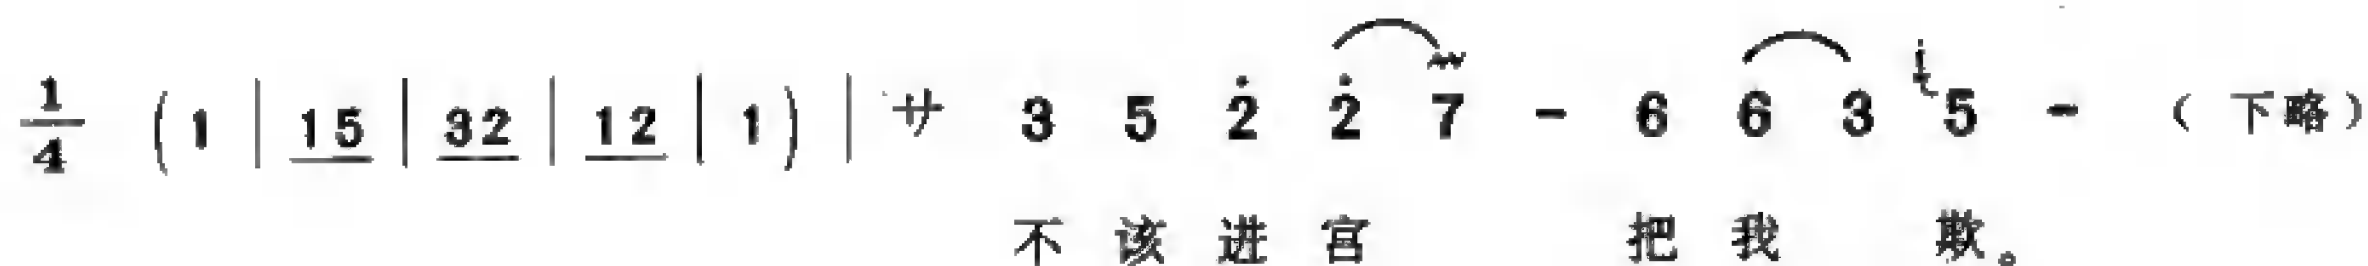 1/4 (1 | 15 | 32 | 12 | 1) | サ 3 5 2̇ 2̇ 7 - 6 6 3 i̇ 5 - (下略)
不该进宫 把我 欺。